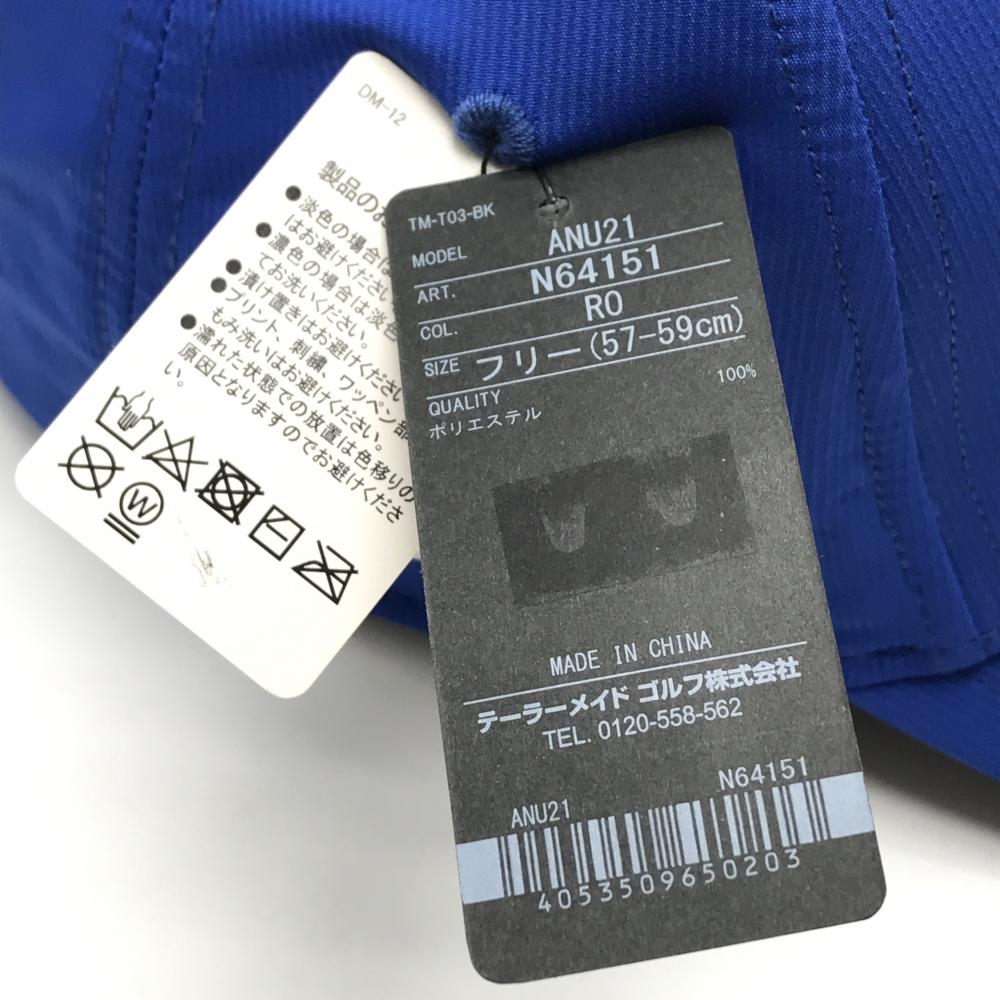 DM-12
製品のみ
●淡色の場合は
はお避けくださ
●濃色の場合は淡色
てお洗いください。
●漬け置きはお避けください
●プリント、刺繍、ワッペン部
もみ洗いはお避けください。
●濡れた状態での放置は色移りの
原因となりますのでお避けくださ
い。
W
TM-T03-BK
MODEL ANU21
ART. N64151
COL. RO
SIZE フリー(57-59cm)
QUALITY 100%
ポリエステル
MADE IN CHINA
テーラーメイド ゴルフ株式会社
TEL. 0120-558-562
ANU21 N64151
4053509650203